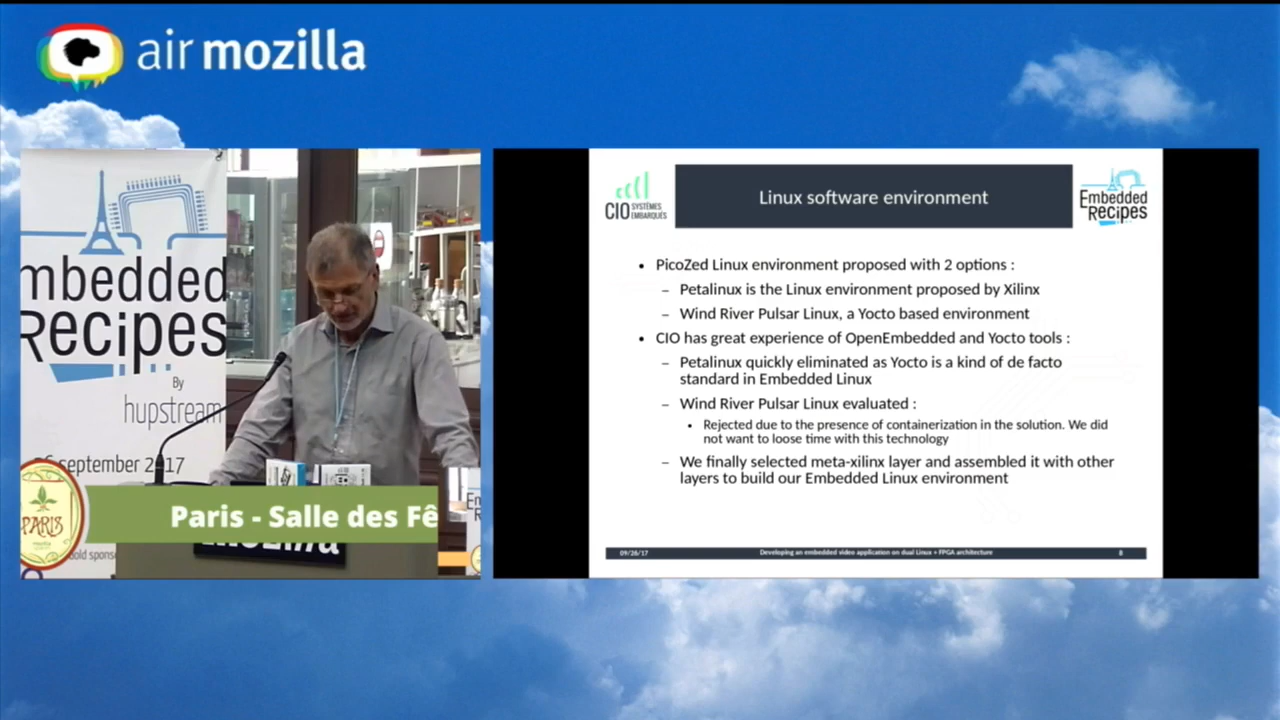 air mozilla
mbedded
Recipes
By
hupstream
september 2017
PARIS
mozilla
Paris - Salle des Fê
old spons
CIO SYSTÈMES
EMBARQUÉS
Linux software environment
Embedded
Recipes
• PicoZed Linux environment proposed with 2 options :
– Petalinux is the Linux environment proposed by Xilinx
– Wind River Pulsar Linux, a Yocto based environment
• CIO has great experience of OpenEmbedded and Yocto tools :
– Petalinux quickly eliminated as Yocto is a kind of de facto
standard in Embedded Linux
– Wind River Pulsar Linux evaluated :
• Rejected due to the presence of containerization in the solution. We did
not want to loose time with this technology
– We finally selected meta-xilinx layer and assembled it with other
layers to build our Embedded Linux environment
09/26/17
Developing an embedded video application on dual Linux + FPGA architecture
8